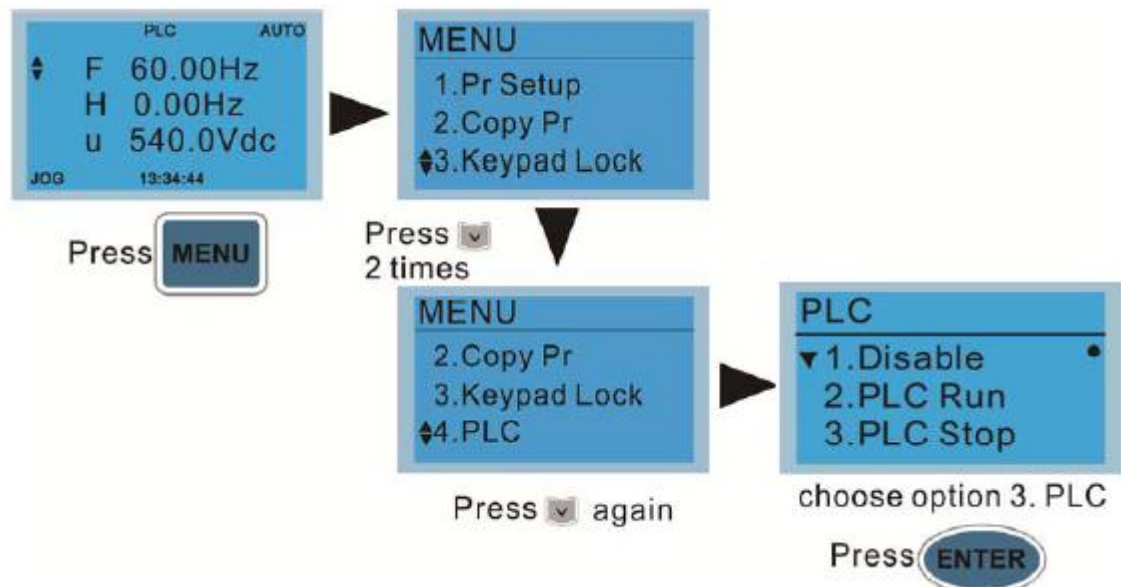 PLC AUTO
F 60.00Hz
H 0.00Hz
u 540.0Vdc
JOG 13:34:44
Press MENU
MENU
1.Pr Setup
2.Copy Pr
3.Keypad Lock
Press
2 times
MENU
2.Copy Pr
3.Keypad Lock
4.PLC
Press again
PLC
1.Disable
2.PLC Run
3.PLC Stop
choose option 3. PLC
Press ENTER